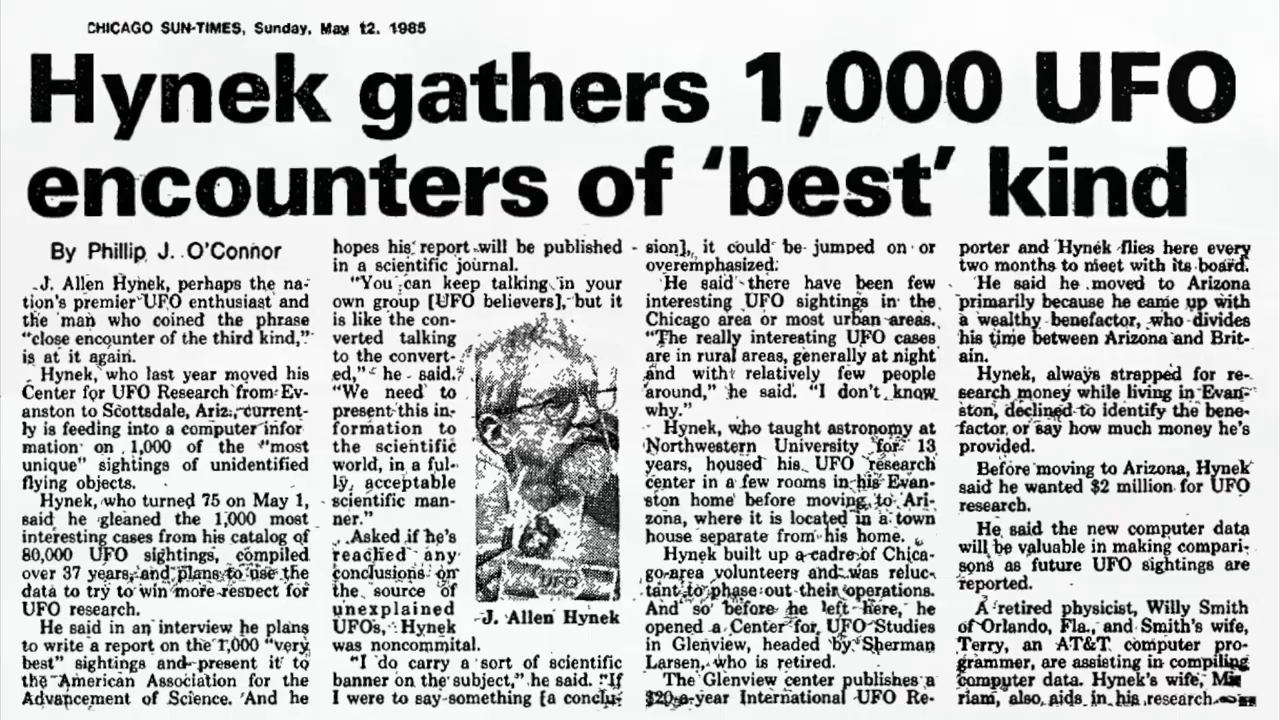 CHICAGO SUN-TIMES, Sunday, May 12, 1985
Hynek gathers 1,000 UFO
encounters of ‘best’ kind
By Phillip J. O’Connor
J. Allen Hynek, perhaps the na-
tion’s premier UFO enthusiast and
the man who coined the phrase
“close encounter of the third kind,”
is at it again.
Hynek, who last year moved his
Center for UFO Research from Ev-
anston to Scottsdale, Ariz., current-
ly is feeding into a computer infor
mation on 1,000 of the “most
unique” sightings of unidentified
flying objects.
Hynek, who turned 75 on May 1,
said he gleaned the 1,000 most
interesting cases from his catalog of
80,000 UFO sightings, compiled
over 37 years, and plans to use the
data to try to win more respect for
UFO research.
He said in an interview he plans
to write a report on the 1,000 “very
best” sightings and present it to
the American Association for the
Advancement of Science. And he
hopes his report will be published
in a scientific journal.
“You can keep talking in your
own group [UFO believers], but it
is like the con-
verted talking
to the convert-
ed,” he said.
“We need to
present this in-
formation to
the scientific
world, in a ful-
ly, acceptable
scientific man-
ner.”
Asked if he’s
reached any
conclusions on
the source of
unexplained
UFOs, Hynek
was noncommital.
“I do carry a sort of scientific
banner on the subject,” he said. “If
I were to say something [a conclu-
UFO
J. Allen Hynek
sion], it could be jumped on or
overemphasized.
He said there have been few
interesting UFO sightings in the
Chicago area or most urban areas.
“The really interesting UFO cases
are in rural areas, generally at night
and with relatively few people
around,” he said. “I don’t know
why.”
Hynek, who taught astronomy at
Northwestern University for 13
years, housed his UFO research
center in a few rooms in his Evan-
ston home before moving to Ari-
zona, where it is located in a town
house separate from his home.
Hynek built up a cadre of Chica-
go-area volunteers and was reluc-
tant to phase out their operations.
And so before he left here, he
opened a Center for UFO Studies
in Glenview, headed by Sherman
Larsen, who is retired.
The Glenview center publishes a
$20-a-year International UFO Re-
porter and Hynek flies here every
two months to meet with its board.
He said he moved to Arizona
primarily because he came up with
a wealthy benefactor, who divides
his time between Arizona and Brit-
ain.
Hynek, always strapped for re-
search money while living in Evan-
ston, declined to identify the bene-
factor or say how much money he’s
provided.
Before moving to Arizona, Hynek
said he wanted $2 million for UFO
research.
He said the new computer data
will be valuable in making compari-
sons as future UFO sightings are
reported.
A retired physicist, Willy Smith
of Orlando, Fla., and Smith’s wife,
Terry, an AT&T computer pro-
grammer, are assisting in compiling
computer data. Hynek’s wife, Mi
riam, also aids in his research.